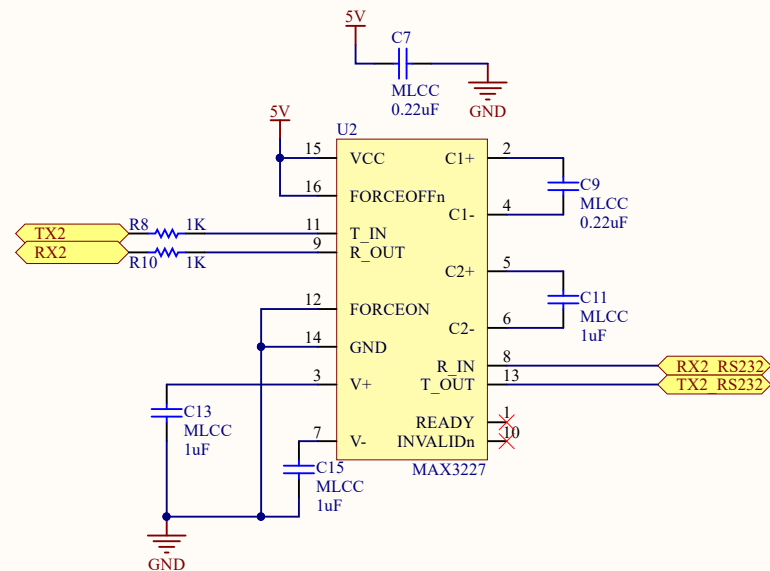 5V
C7
MLCC
0.22uF
GND
5V
U2
15 VCC C1+ 2
16 FORCEOFFn C9
MLCC
C1- 4 0.22uF
TX2 R8 1K 11 T_IN
RX2 R10 1K 9 R_OUT
C2+ 5
12 FORCEON C11
MLCC
C2- 6 1uF
14 GND
R_IN 8 RX2_RS232
3 V+ T_OUT 13 TX2_RS232
C13
MLCC
1uF
READY 1
7 V- INVALIDn 10
C15
MLCC
1uF
MAX3227
GND